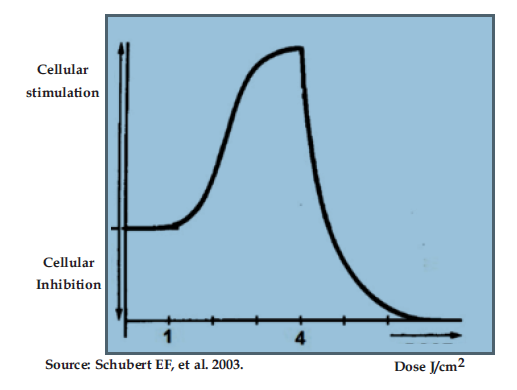 Cellular
stimulation
Cellular
Inhibition
1
4
Source: Schubert EF, et al. 2003.
Dose J/cm²